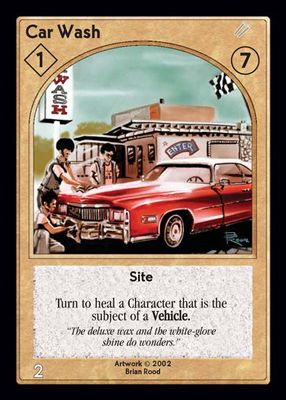 Car Wash
1
7
WASH
ENTER
Site
Turn to heal a Character that is the
subject of a Vehicle.
"The deluxe wax and the white-glove
shine do wonders."
2
Artwork © 2002
Brian Rood